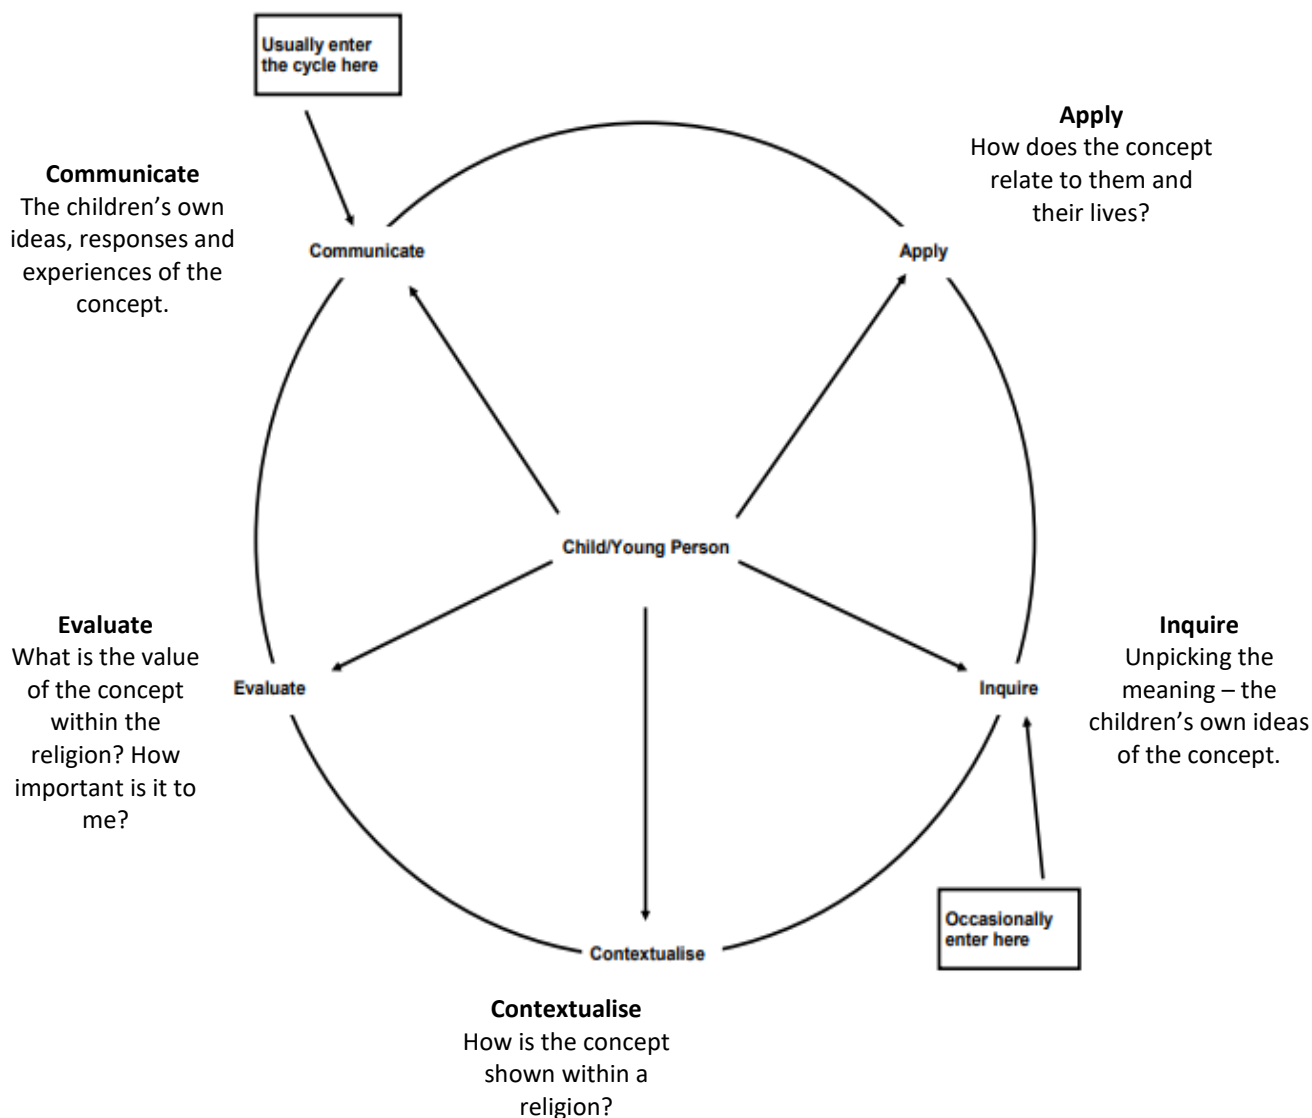 Usually enter
the cycle here
Communicate
The children’s own
ideas, responses and
experiences of the
concept.
Apply
How does the concept
relate to them and
their lives?
Communicate
Apply
Child/Young Person
Evaluate
What is the value
of the concept
within the
religion? How
important is it to
me?
Evaluate
Inquire
Inquire
Unpicking the
meaning – the
children’s own ideas
of the concept.
Occasionally
enter here
Contextualise
Contextualise
How is the concept
shown within a
religion?